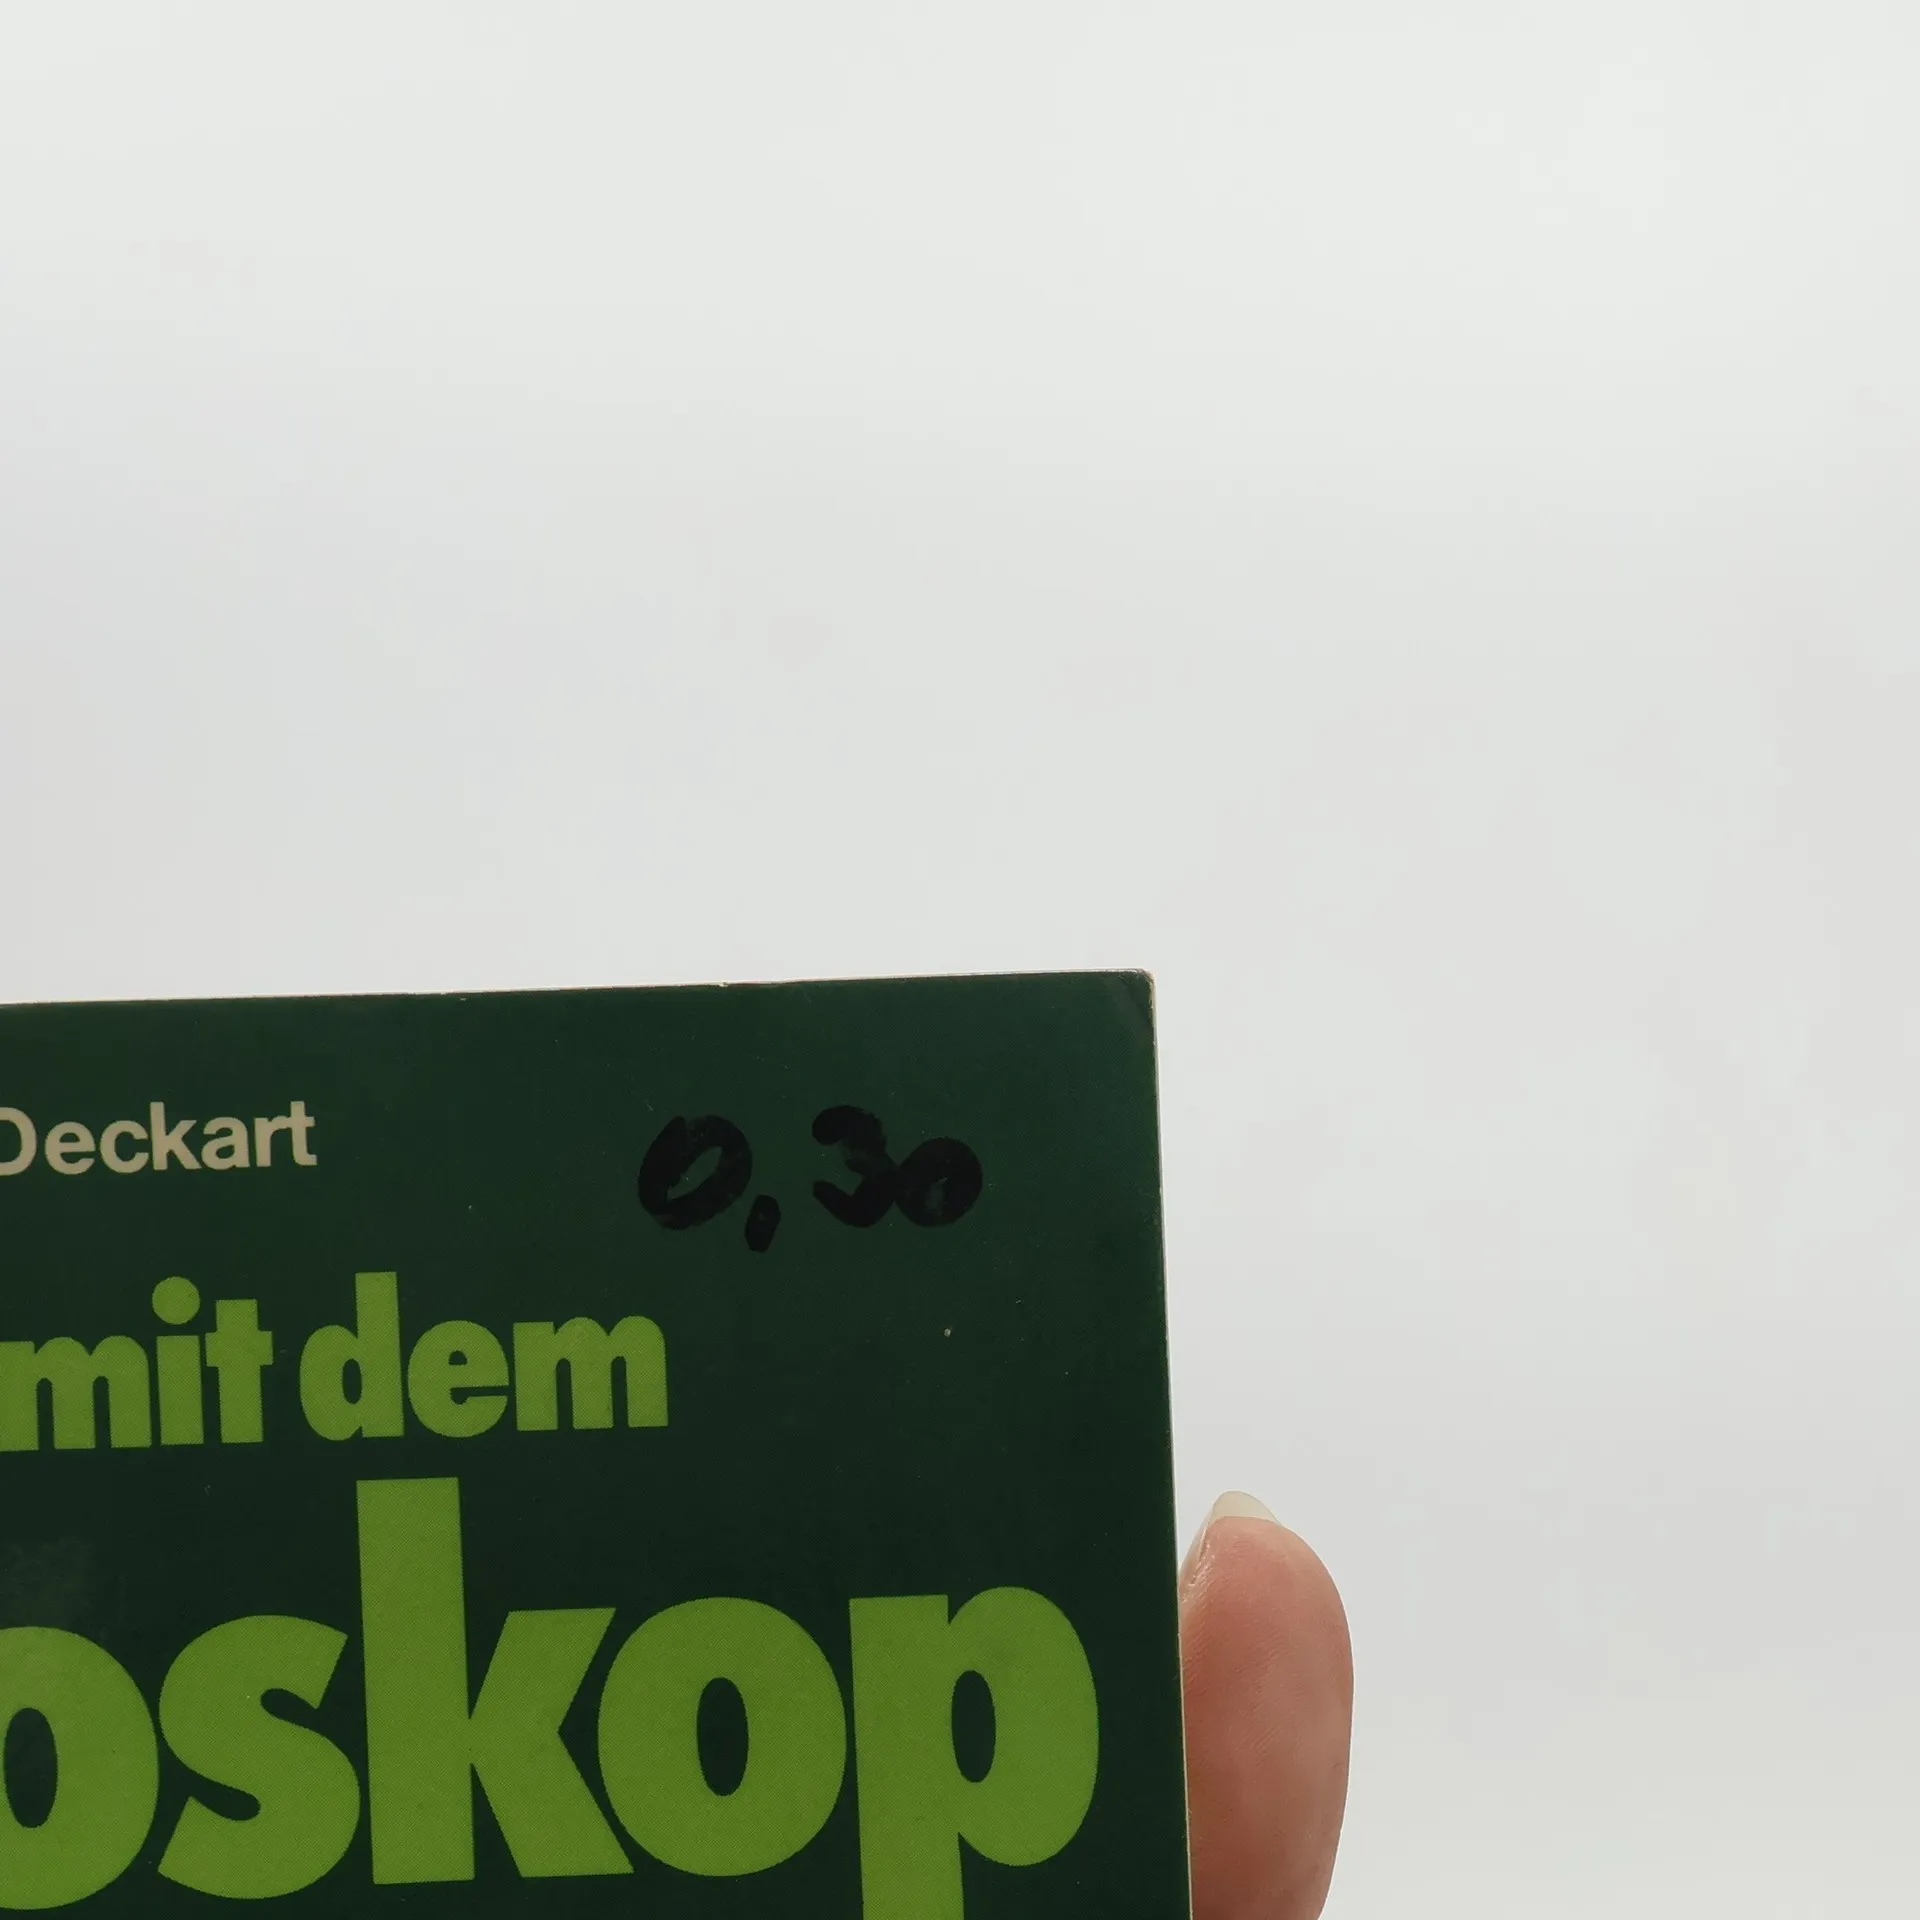 Deckart 0,30
mit dem
oskop